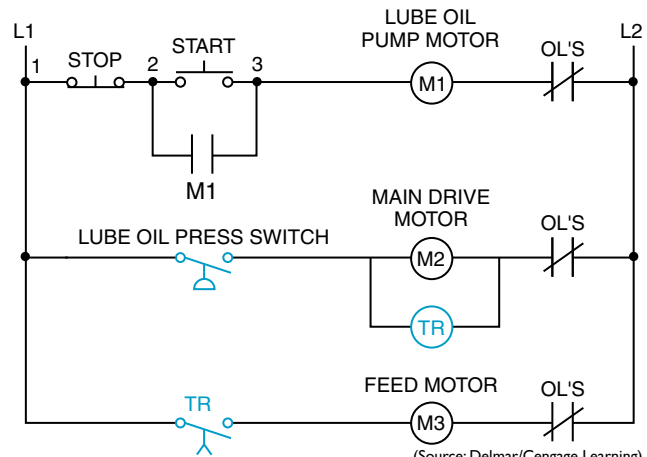 L1
L2
LUBE OIL
PUMP MOTOR
START
STOP
OL'S
1
2
3
M1
M1
MAIN DRIVE
MOTOR
LUBE OIL PRESS SWITCH
OL'S
M2
TR
TR
FEED MOTOR
OL'S
M3
(Source: Delmar/Cengage Learning)